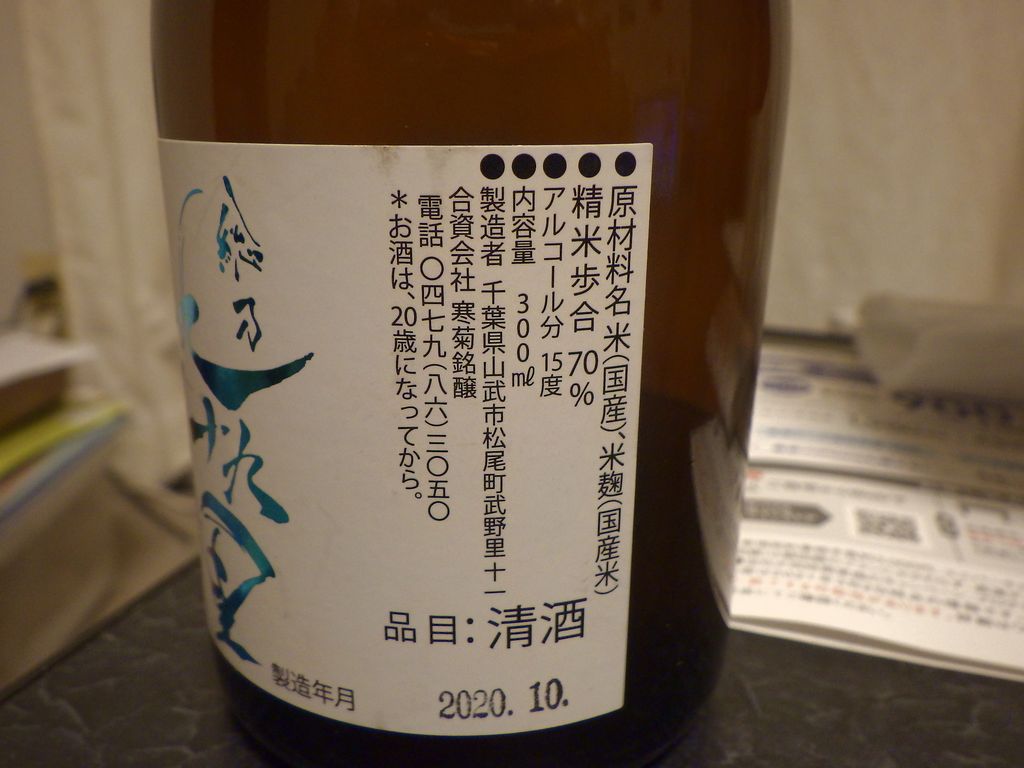 原材料名 米(国産)、米麹(国産米)
精米歩合 70%
アルコール分 15度
内容量 300㎖
製造者 千葉県山武市松尾町武野里十一
合資会社 寒菊銘醸
電話 〇四七九(八六)三〇五〇
*お酒は、20歳になってから。
品目:清酒
製造年月 2020. 10.
総乃